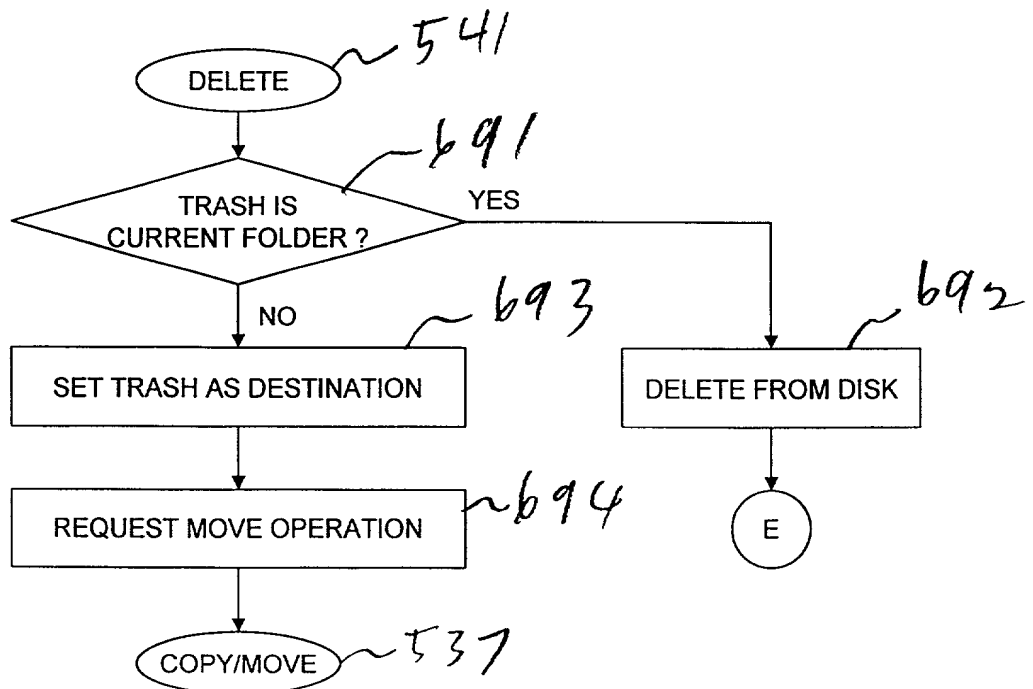 541
DELETE
691
TRASH IS
CURRENT FOLDER ?
YES
NO
693
692
SET TRASH AS DESTINATION
DELETE FROM DISK
REQUEST MOVE OPERATION
694
E
COPY/MOVE
537